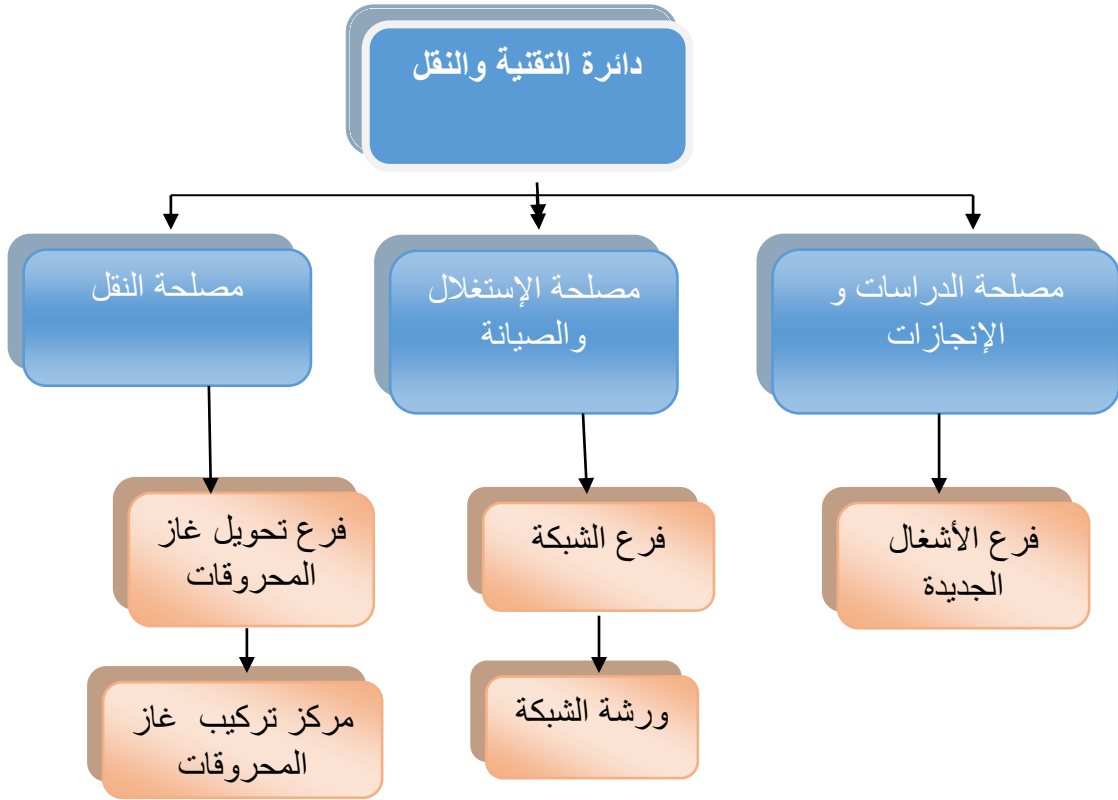 دائرة التقنية والنقل
مصلحة الدراسات و
الإنجازات
مصلحة الإستغلال
والصيانة
مصلحة النقل
فرع الأشغال
الجديدة
فرع الشبكة
فرع تحويل غاز
المحروقات
ورشة الشبكة
مركز تركيب غاز
المحروقات